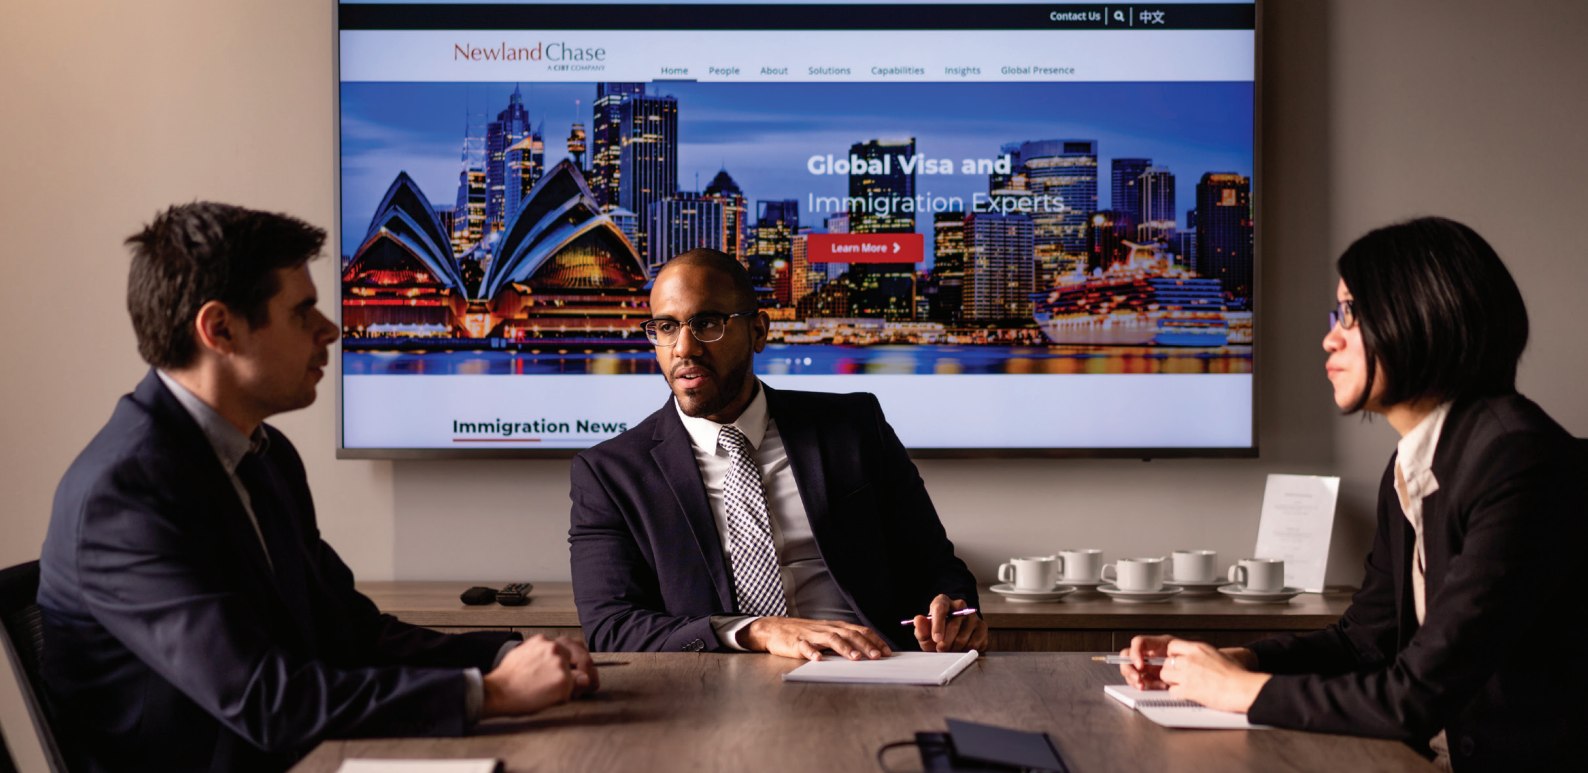 Contact Us
中文
Newland Chase
A CIBT COMPANY
Home People About Solutions Capabilities Insights Global Presence
Global Visa and
Immigration Experts
Learn More
Immigration News